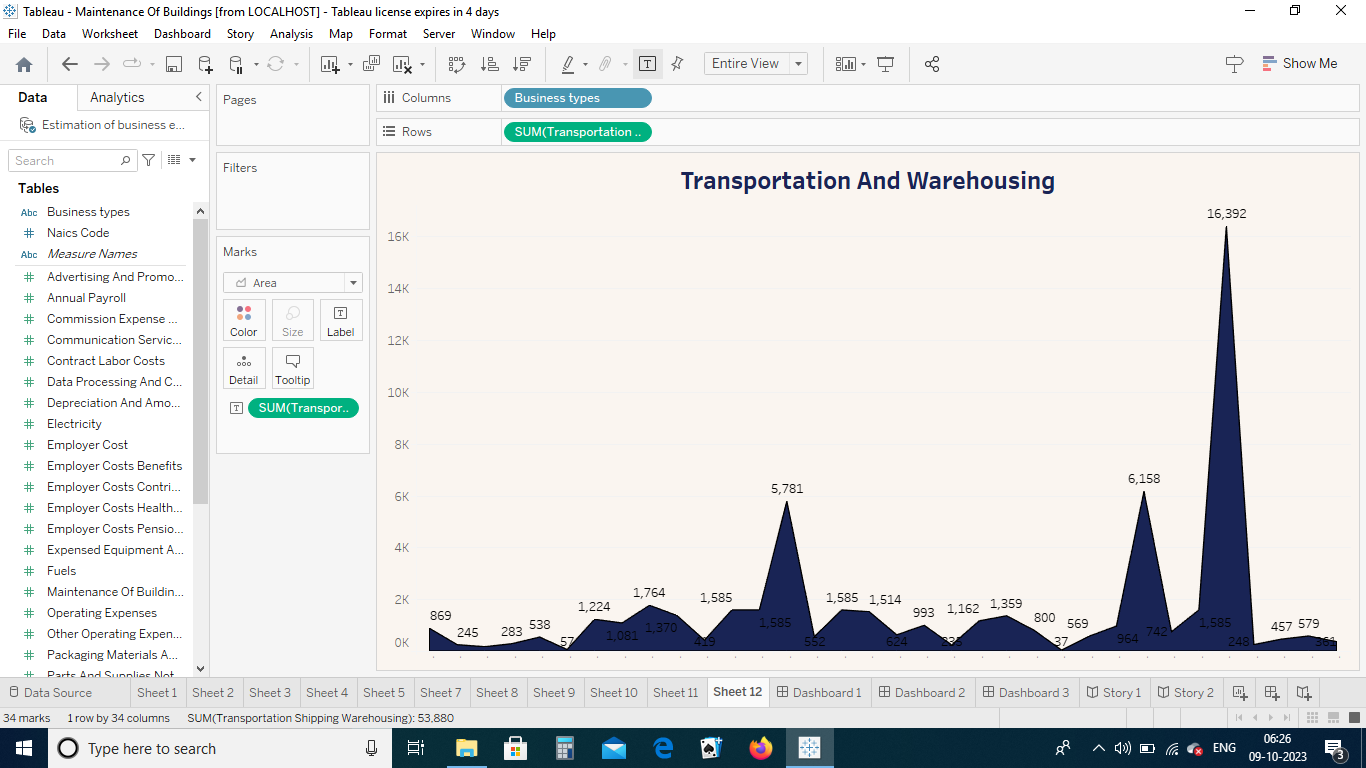 Tableau - Maintenance Of Buildings [from LOCALHOST] - Tableau license expires in 4 days
File Data Worksheet Dashboard Story Analysis Map Format Server Window Help
Entire View
Show Me
Data Analytics
Estimation of business e...
Search
Tables
Abc Business types
# Naics Code
Abc Measure Names
# Advertising And Promo...
# Annual Payroll
# Commission Expense ...
# Communication Servic...
# Contract Labor Costs
# Data Processing And C...
# Depreciation And Amo...
# Electricity
# Employer Cost
# Employer Costs Benefits
# Employer Costs Contri...
# Employer Costs Health...
# Employer Costs Pensio...
# Expensed Equipment A...
# Fuels
# Maintenance Of Buildin...
# Operating Expenses
# Other Operating Expen...
# Packaging Materials A...
# Parts And Supplies Not
Pages
Filters
Marks
Area
Color Size Label
Detail Tooltip
SUM(Transpor..
Columns Business types
Rows SUM(Transportation ..
Transportation And Warehousing
16K
14K
12K
10K
8K
6K
4K
2K
0K
16,392
6,158
5,781
1,764
1,585 1,585 1,514
1,224 1,359
869 993 1,162 800
245 283 538 569 457 579
1,081 1,370 1,585 1,585
57 419 552 624 37 964 742 248 361
Data Source Sheet 1 Sheet 2 Sheet 3 Sheet 4 Sheet 5 Sheet 6 Sheet 7 Sheet 8 Sheet 9 Sheet 10 Sheet 11 Sheet 12 Dashboard 1 Dashboard 2 Dashboard 3 Story 1 Story 2
34 marks 1 row by 34 columns SUM(Transportation Shipping Warehousing): 53,880
Type here to search
ENG
06:26
09-10-2023
3